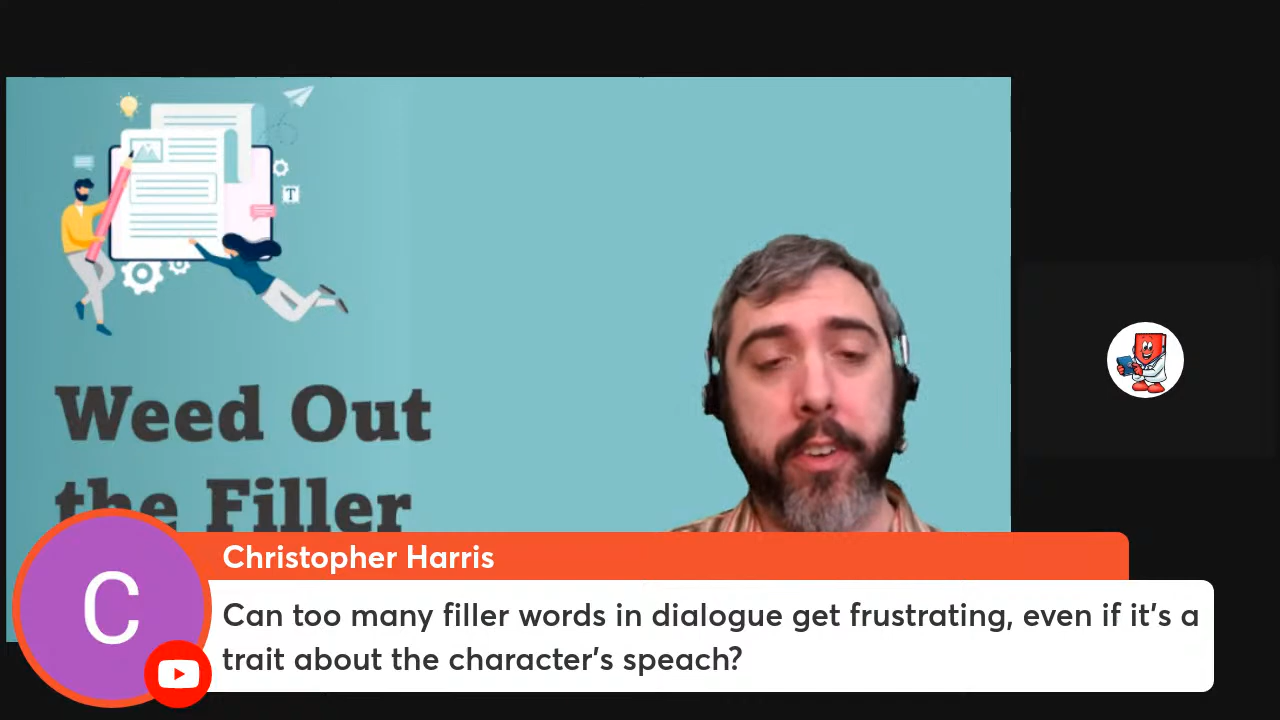 T
Weed Out
the Filler
Christopher Harris
C
Can too many filler words in dialogue get frustrating, even if it's a
trait about the character's speach?